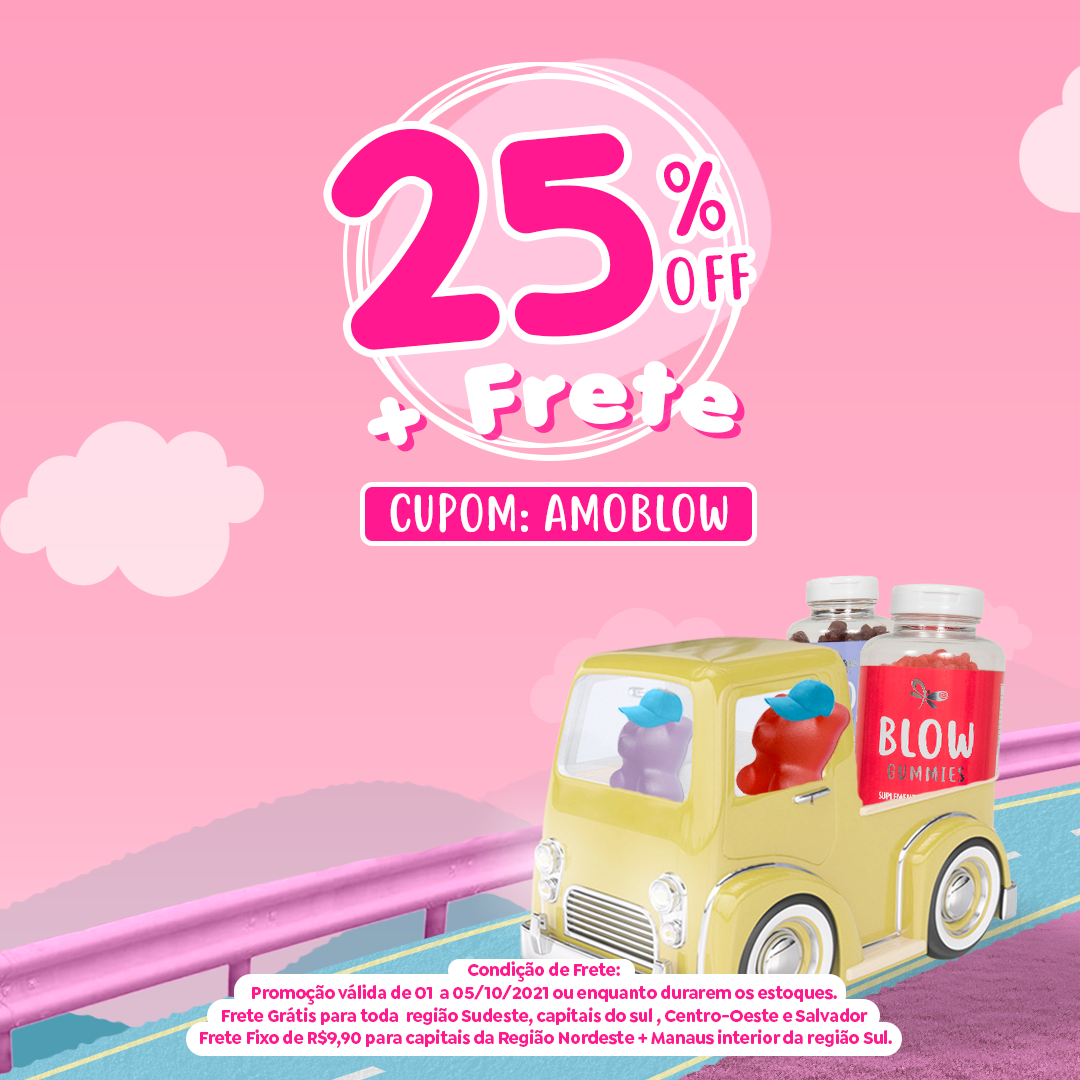 25%
OFF
+ Frete
CUPOM: AMOBLOW
BLOW
GUMMIES
Condição de Frete:
Promoção válida de 01 a 05/10/2021 ou enquanto durarem os estoques.
Frete Grátis para toda região Sudeste, capitais do sul , Centro-Oeste e Salvador
Frete Fixo de R$9,90 para capitais da Região Nordeste + Manaus interior da região Sul.